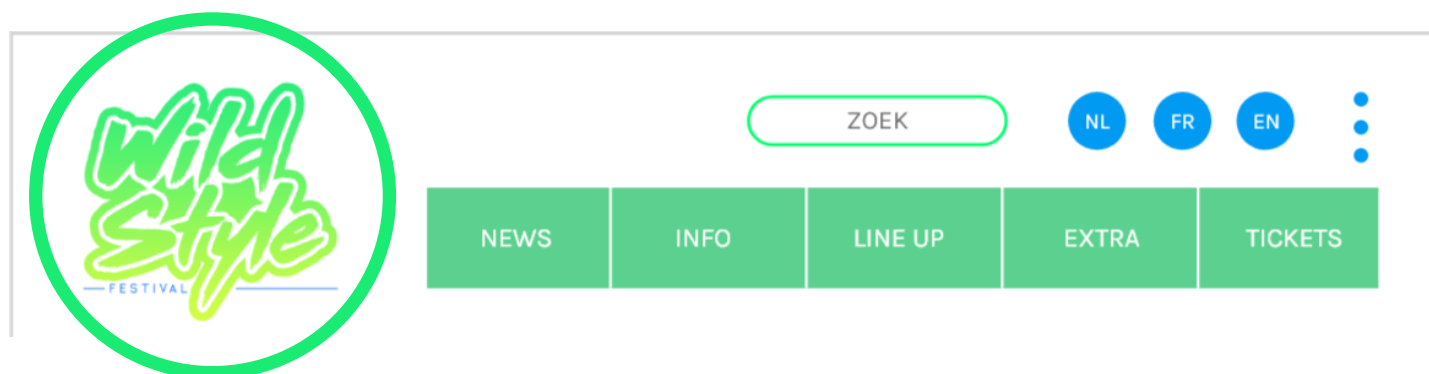 Wild
Style
FESTIVAL
ZOEK
NL FR EN
NEWS INFO LINE UP EXTRA TICKETS